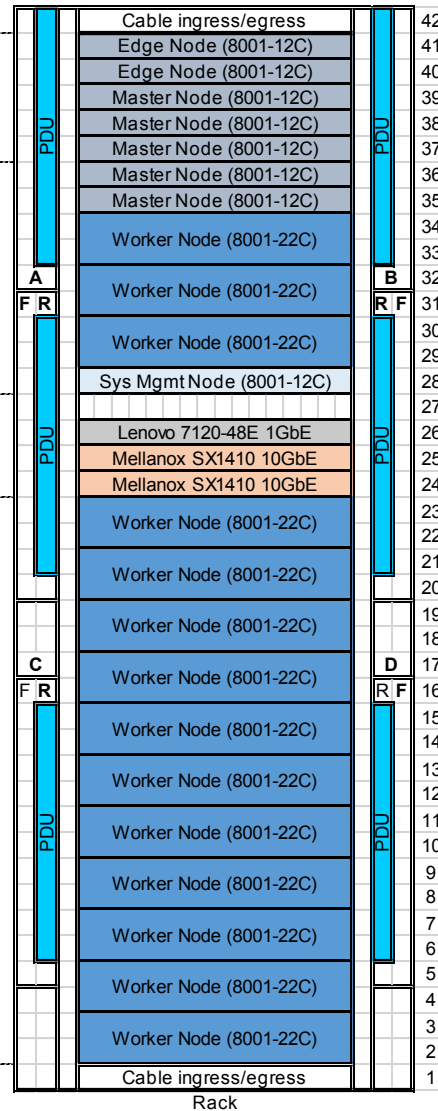 Cable ingress/egress 42
Edge Node (8001-12C) 41
Edge Node (8001-12C) 40
Master Node (8001-12C) 39
Master Node (8001-12C) 38
PDU Master Node (8001-12C) PDU 37
Master Node (8001-12C) 36
Master Node (8001-12C) 35
34
Worker Node (8001-22C)
33
A B 32
Worker Node (8001-22C)
F R R F 31
30
Worker Node (8001-22C)
29
Sys Mgmt Node (8001-12C) 28
27
PDU Lenovo 7120-48E 1GbE PDU 26
Mellanox SX1410 10GbE 25
Mellanox SX1410 10GbE 24
23
Worker Node (8001-22C)
22
21
Worker Node (8001-22C)
20
19
Worker Node (8001-22C)
18
C D 17
Worker Node (8001-22C)
F R R F 16
15
Worker Node (8001-22C)
14
13
Worker Node (8001-22C)
12
11
PDU Worker Node (8001-22C) PDU
10
9
Worker Node (8001-22C)
8
7
Worker Node (8001-22C)
6
5
Worker Node (8001-22C)
4
3
Worker Node (8001-22C)
2
Cable ingress/egress 1
Rack